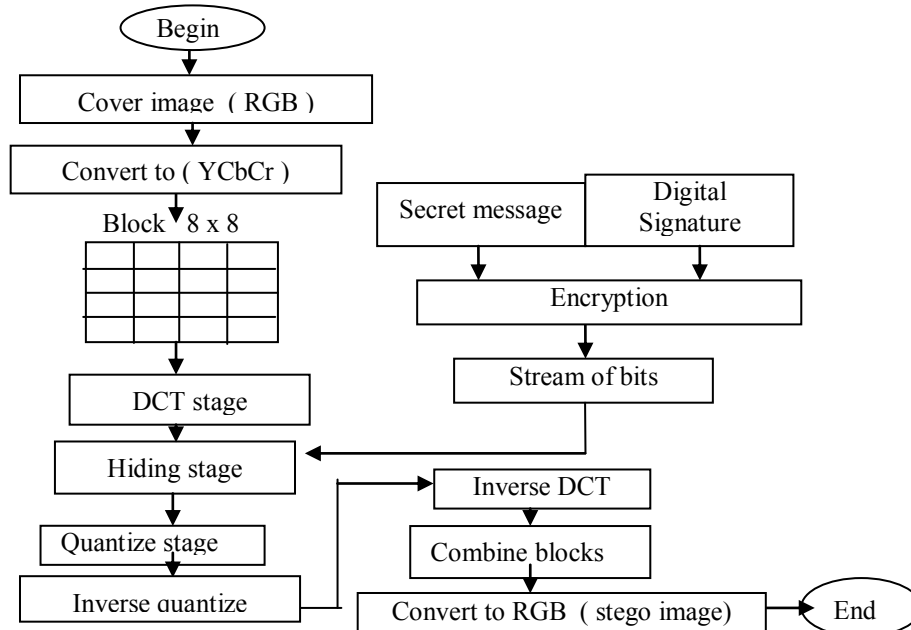 Begin
Cover image ( RGB )
Convert to ( YCbCr )
Block 8 x 8
DCT stage
Hiding stage
Quantize stage
Inverse quantize
Secret message
Digital
Signature
Encryption
Stream of bits
Inverse DCT
Combine blocks
Convert to RGB ( stego image)
End